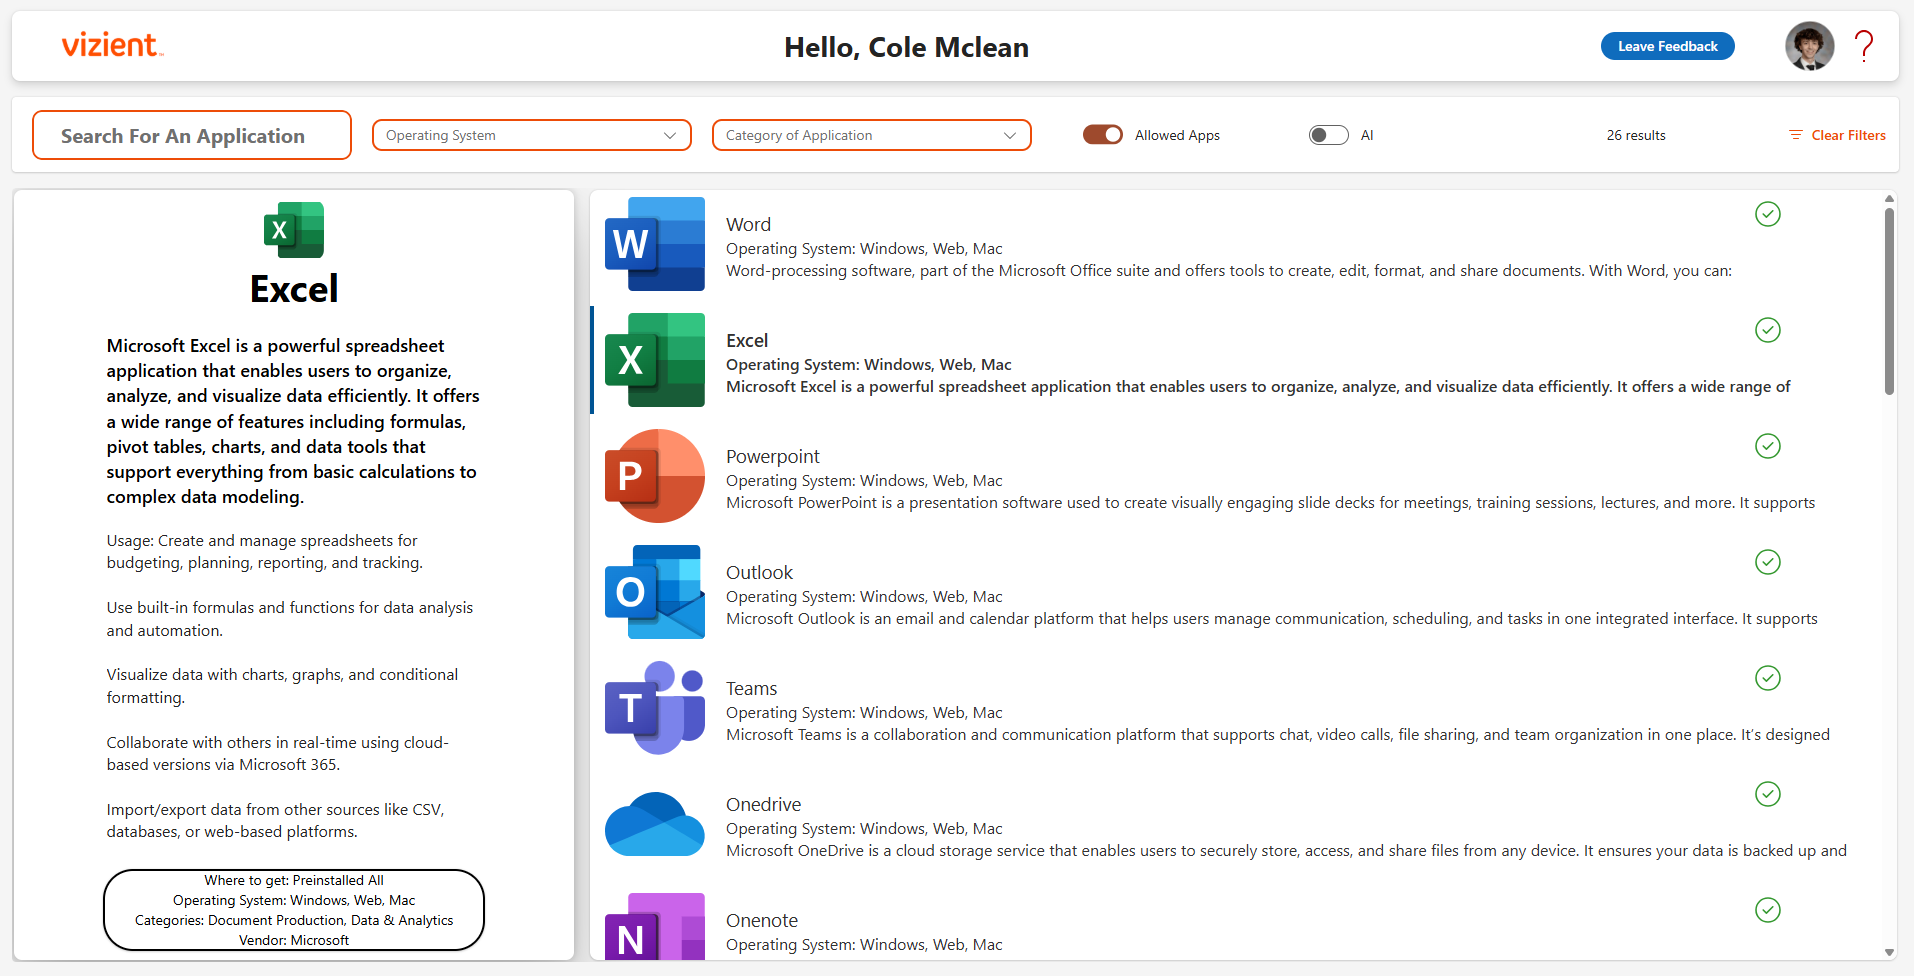 vizient™
Hello, Cole Mclean
Leave Feedback
?
Search For An Application
Operating System
Category of Application
Allowed Apps
AI
26 results
Clear Filters
X
Excel
Microsoft Excel is a powerful spreadsheet
application that enables users to organize,
analyze, and visualize data efficiently. It offers
a wide range of features including formulas,
pivot tables, charts, and data tools that
support everything from basic calculations to
complex data modeling.
Usage: Create and manage spreadsheets for
budgeting, planning, reporting, and tracking.
Use built-in formulas and functions for data analysis
and automation.
Visualize data with charts, graphs, and conditional
formatting.
Collaborate with others in real-time using cloud-
based versions via Microsoft 365.
Import/export data from other sources like CSV,
databases, or web-based platforms.
Where to get: Preinstalled All
Operating System: Windows, Web, Mac
Categories: Document Production, Data & Analytics
Vendor: Microsoft
W
Word
Operating System: Windows, Web, Mac
Word-processing software, part of the Microsoft Office suite and offers tools to create, edit, format, and share documents. With Word, you can:
X
Excel
Operating System: Windows, Web, Mac
Microsoft Excel is a powerful spreadsheet application that enables users to organize, analyze, and visualize data efficiently. It offers a wide range of
P
Powerpoint
Operating System: Windows, Web, Mac
Microsoft PowerPoint is a presentation software used to create visually engaging slide decks for meetings, training sessions, lectures, and more. It supports
O
Outlook
Operating System: Windows, Web, Mac
Microsoft Outlook is an email and calendar platform that helps users manage communication, scheduling, and tasks in one integrated interface. It supports
T
Teams
Operating System: Windows, Web, Mac
Microsoft Teams is a collaboration and communication platform that supports chat, video calls, file sharing, and team organization in one place. It’s designed
Onedrive
Operating System: Windows, Web, Mac
Microsoft OneDrive is a cloud storage service that enables users to securely store, access, and share files from any device. It ensures your data is backed up and
N
Onenote
Operating System: Windows, Web, Mac